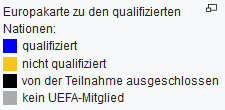 Europakarte zu den qualifizierten
Nationen:
qualifiziert
nicht qualifiziert
von der Teilnahme ausgeschlossen
kein UEFA-Mitglied